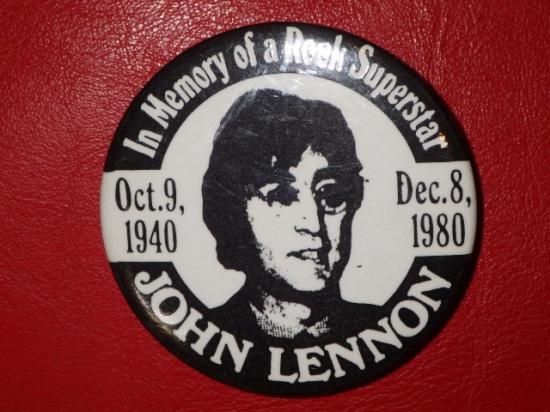 In Memory of a Rock Superstar
Oct.9,
1940
Dec.8,
1980
JOHN LENNON